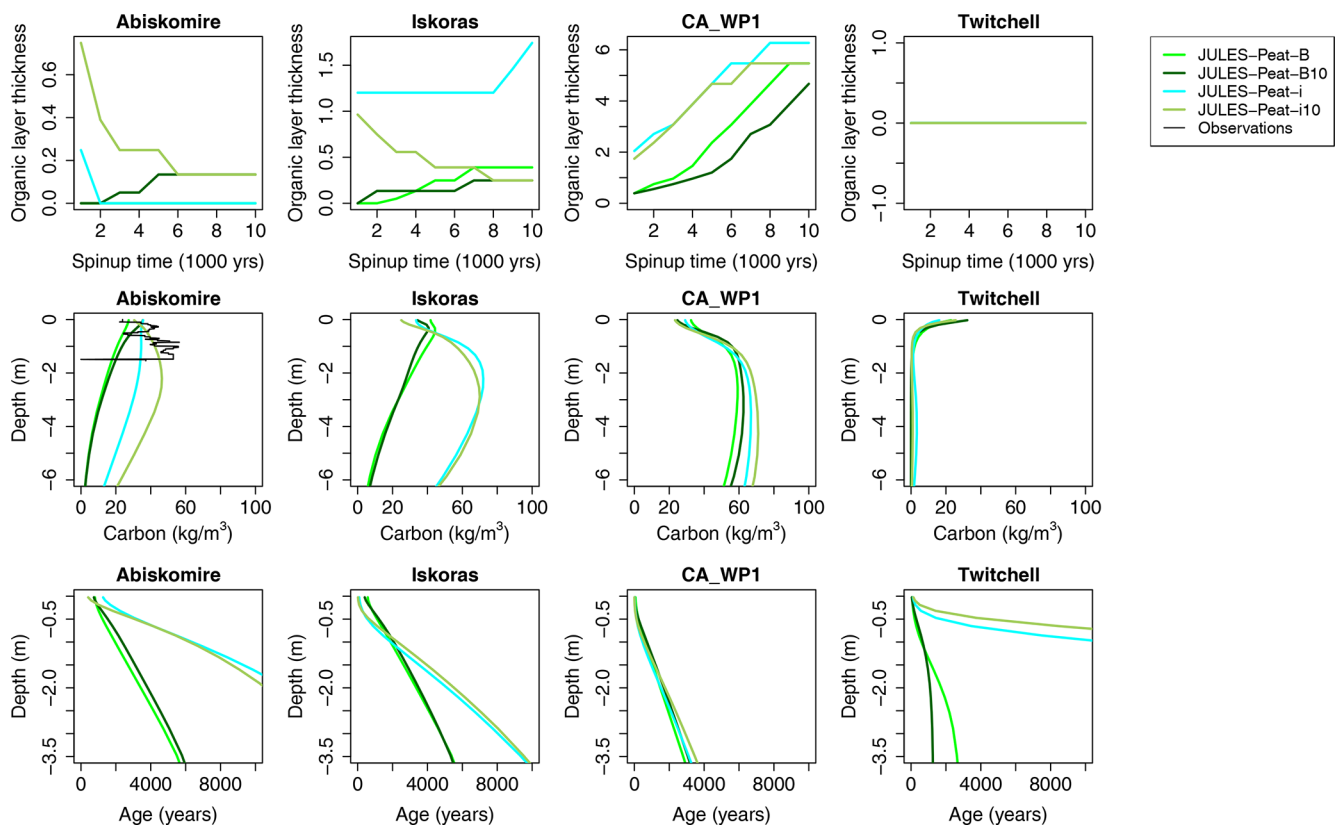 Abiskomire
Iskoras
CA_WP1
Twitchell
Organic layer thickness
0.0 0.2 0.4 0.6
2 4 6 8 10
Spinup time (1000 yrs)
Organic layer thickness
0.0 0.5 1.0 1.5
2 4 6 8 10
Spinup time (1000 yrs)
Organic layer thickness
0 2 4 6
2 4 6 8 10
Spinup time (1000 yrs)
Organic layer thickness
−1.0 0.0 1.0
2 4 6 8 10
Spinup time (1000 yrs)
JULES−Peat−B
JULES−Peat−B10
JULES−Peat−i
JULES−Peat−i10
Observations
Abiskomire
Iskoras
CA_WP1
Twitchell
Depth (m)
−6 −4 −2 0
0 20 60 100
Carbon (kg/m³)
Depth (m)
−6 −4 −2 0
0 20 60 100
Carbon (kg/m³)
Depth (m)
−6 −4 −2 0
0 20 60 100
Carbon (kg/m³)
Depth (m)
−6 −4 −2 0
0 20 60 100
Carbon (kg/m³)
Abiskomire
Iskoras
CA_WP1
Twitchell
Depth (m)
−3.5 −2.0 −0.5
0 4000 8000
Age (years)
Depth (m)
−3.5 −2.0 −0.5
0 4000 8000
Age (years)
Depth (m)
−3.5 −2.0 −0.5
0 4000 8000
Age (years)
Depth (m)
−3.5 −2.0 −0.5
0 4000 8000
Age (years)